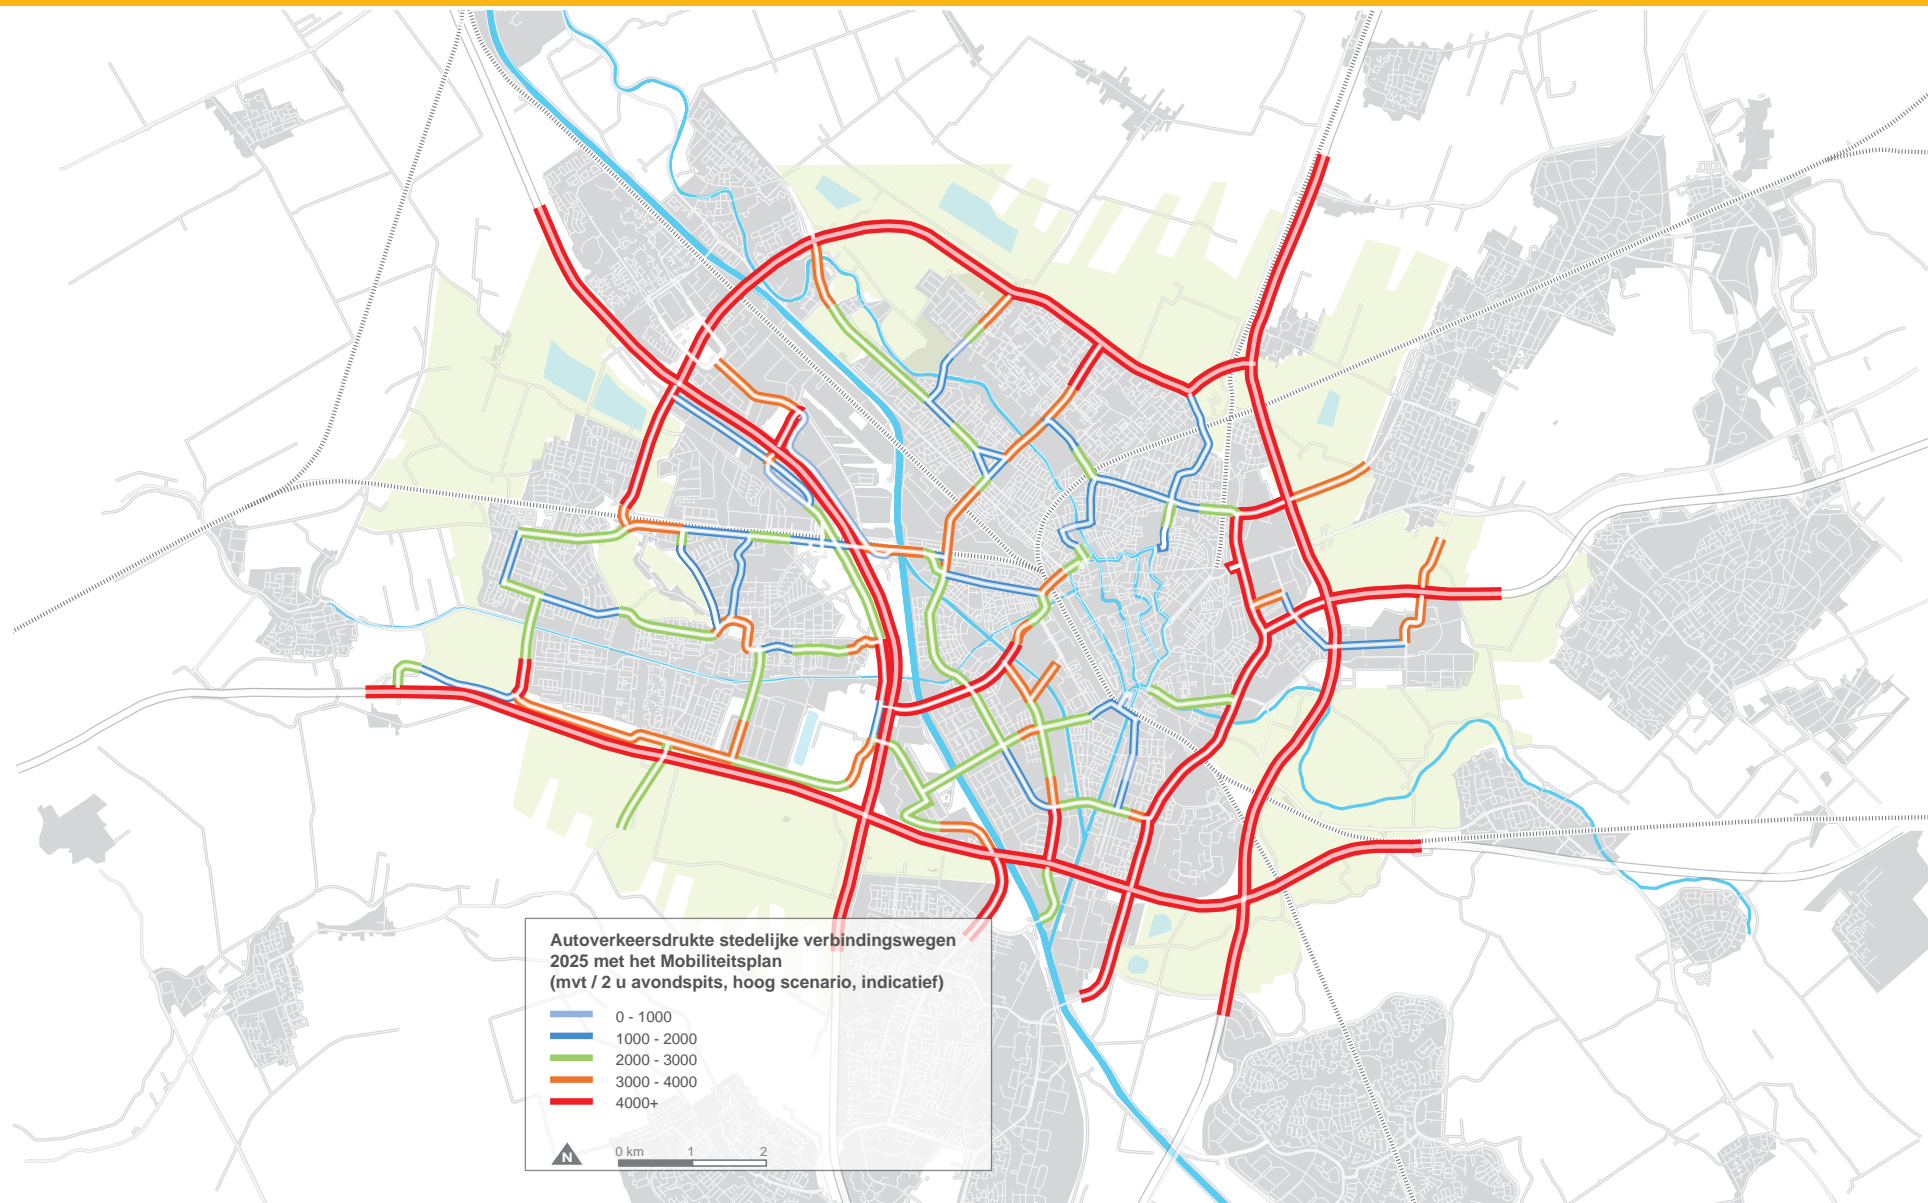 Autoverkeersdrukte stedelijke verbindingswegen
2025 met het Mobiliteitsplan
(mvt / 2 u avondspits, hoog scenario, indicatief)
0 - 1000
1000 - 2000
2000 - 3000
3000 - 4000
4000+
N
0 km 1 2